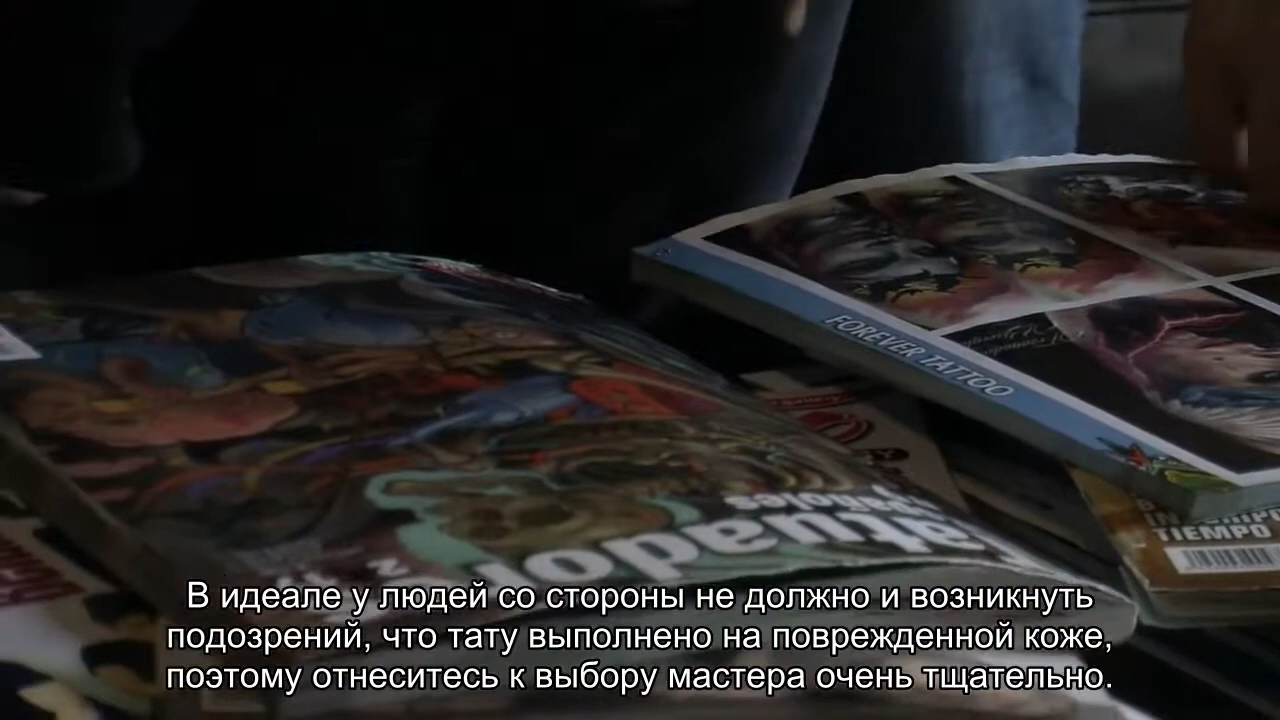 FOREVER TATTOO
TIEMPO
В идеале у людей со стороны не должно и возникнуть
подозрений, что тату выполнено на поврежденной коже,
поэтому отнеситесь к выбору мастера очень тщательно.